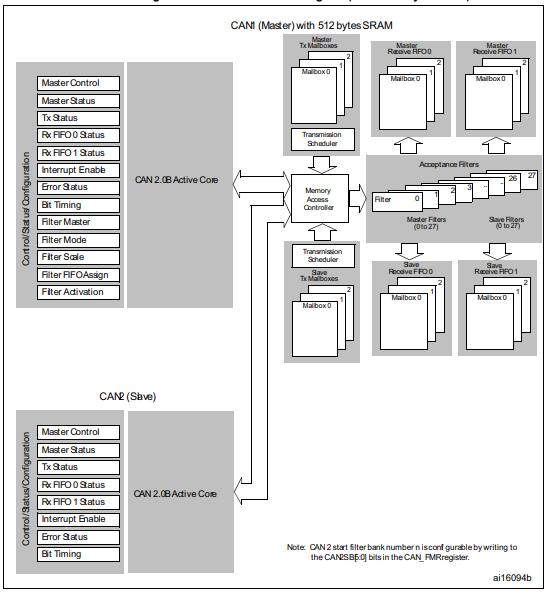 CAN1 (Master) with 512 bytes SRAM
Master
Tx Mailboxes
2
1
Mailbox 0
Transmission
Scheduler
Master
Receive FIFO 0
2
1
Mailbox 0
Master
Receive FIFO 1
2
1
Mailbox 0
Control/Status/Configuration
Master Control
Master Status
Tx Status
Rx FIFO 0 Status
Rx FIFO 1 Status
Interrupt Enable
Error Status
Bit Timing
Filter Master
Filter Mode
Filter Scale
Filter FIFO Assign
Filter Activation
CAN 2.0B Active Core
Memory
Access
Controller
Acceptance Filters
Filter 0 1 2 3 .. .. 26 27
Master Filters
(0 to 27)
Slave Filters
(0 to 27)
Transmission
Scheduler
Slave
Tx Mailboxes
2
1
Mailbox 0
Slave
Receive FIFO 0
2
1
Mailbox 0
Slave
Receive FIFO 1
2
1
Mailbox 0
CAN2 (Slave)
Control/Status/Configuration
Master Control
Master Status
Tx Status
Rx FIFO 0 Status
Rx FIFO 1 Status
Interrupt Enable
Error Status
Bit Timing
CAN 2.0B Active Core
Note: CAN 2 start filter bank number n is configurable by writing to
the CAN2SB[5:0] bits in the CAN_FMR register.
ai16094b